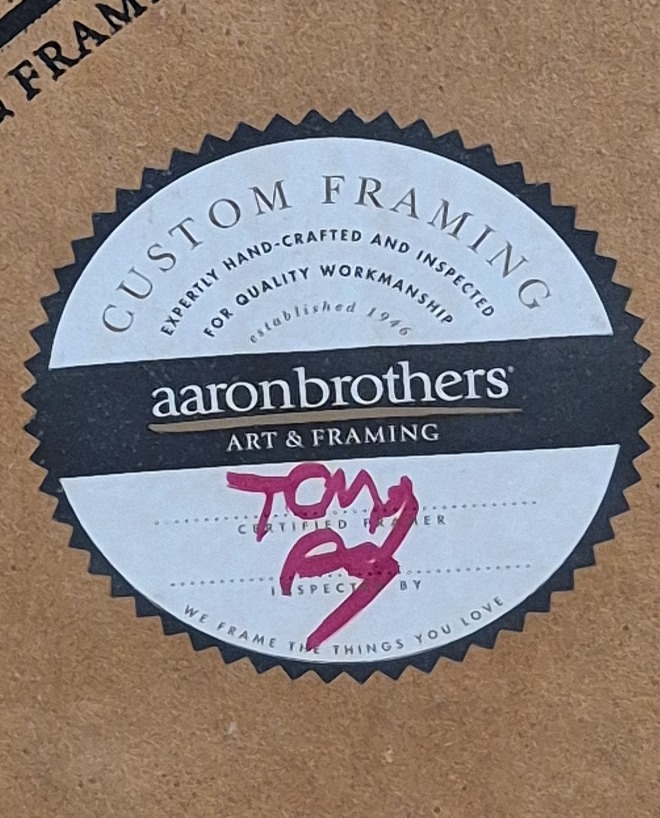 FRAM
CUSTOM FRAMING
EXPERTLY HAND-CRAFTED AND INSPECTED
FOR QUALITY WORKMANSHIP
established 1946
aaronbrothers®
ART & FRAMING
Tony
CERTIFIED FRAMER
INSPECTED BY
WE FRAME THE THINGS YOU LOVE